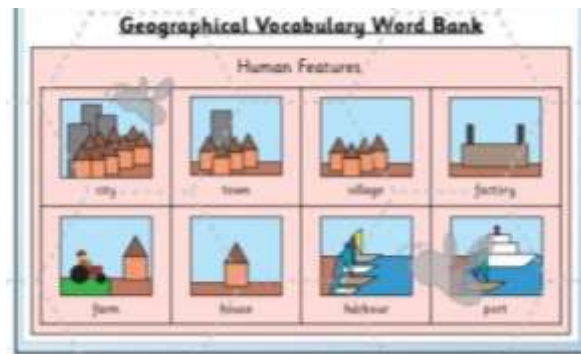 Geographical Vocabulary Word Bank
Human Features
city town village factory
farm house harbour port